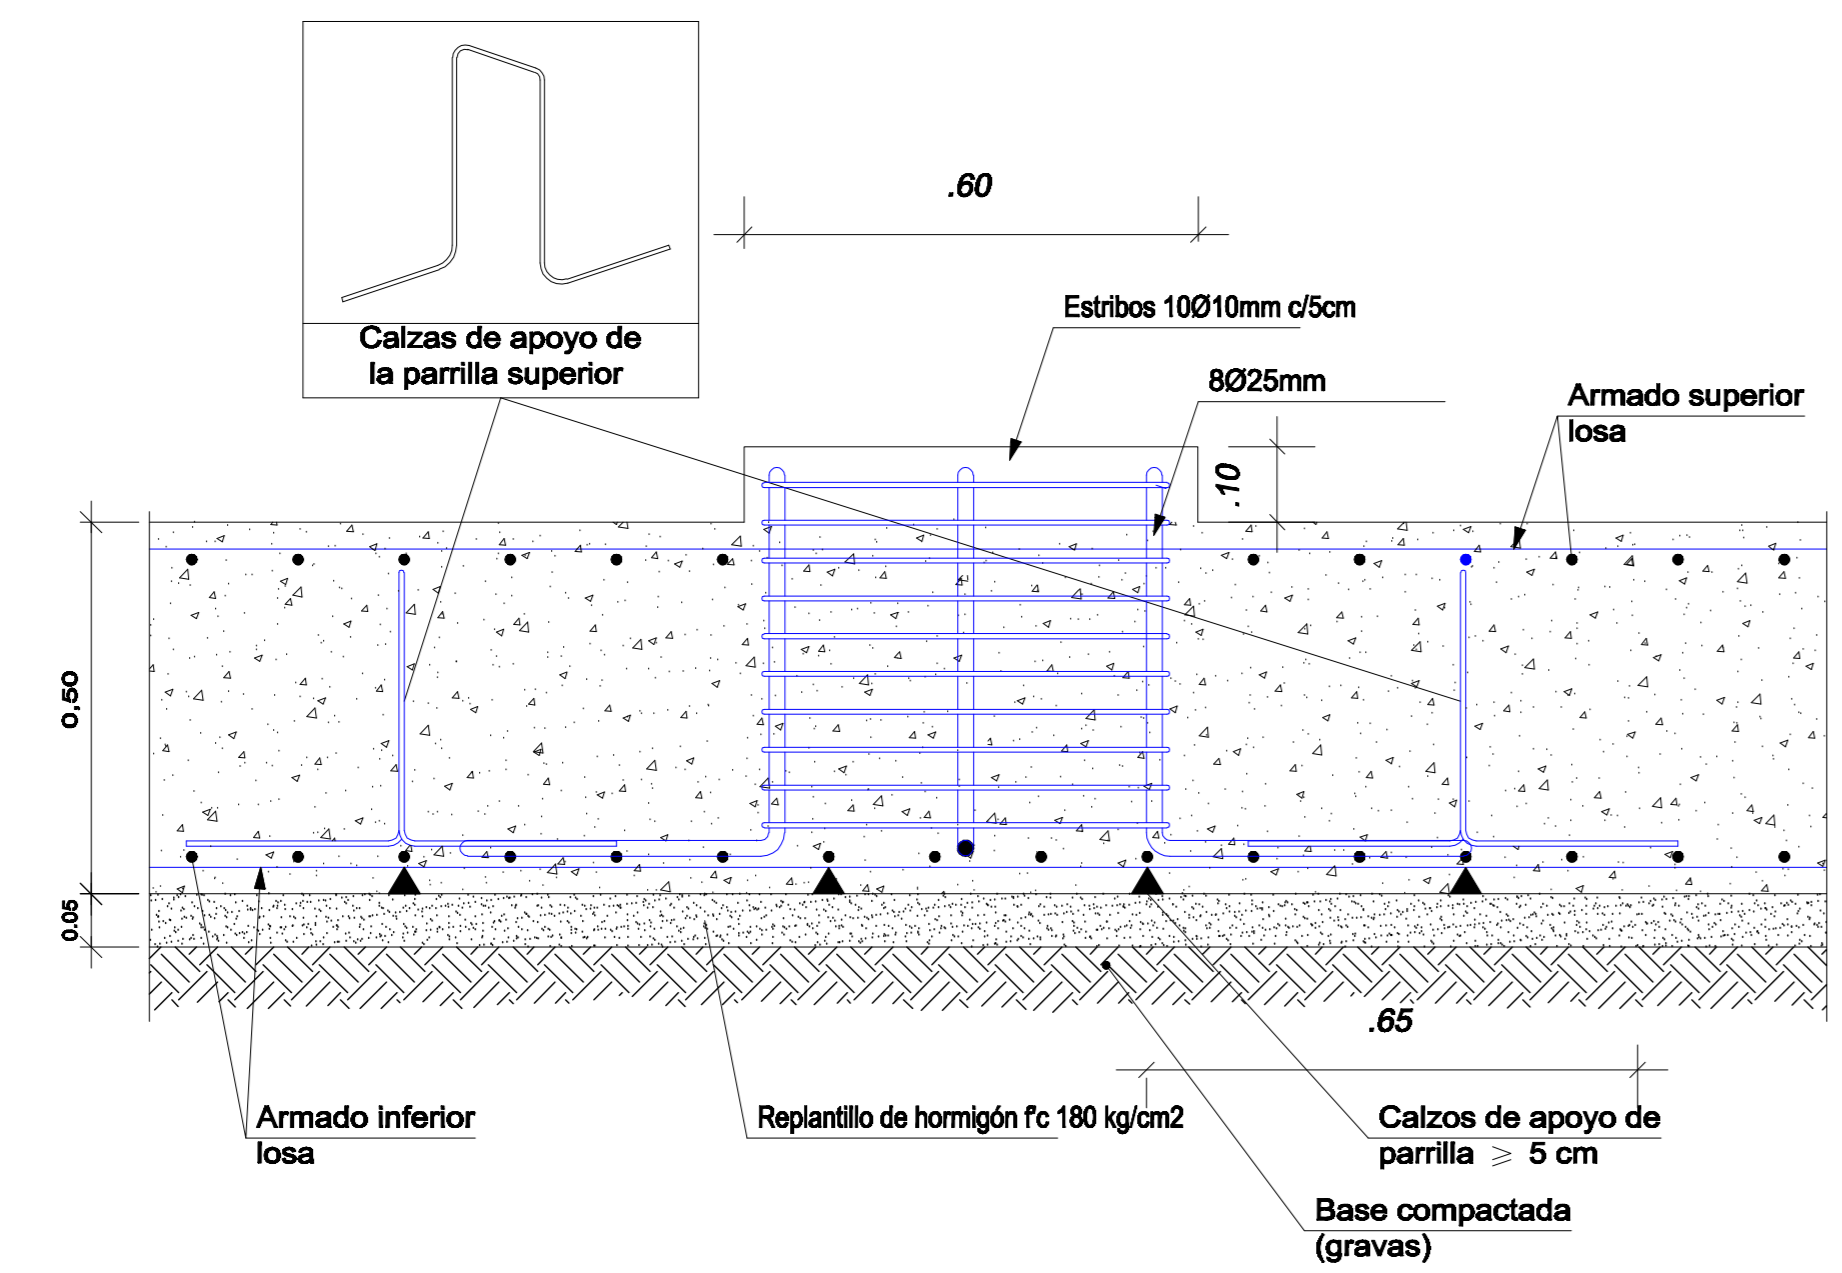 .60
Estribos 10Ø10mm c/5cm
Calzas de apoyo de
la parrilla superior
8Ø25mm
Armado superior
losa
.10
0,50
0.05
.65
Armado inferior
losa
Replantillo de hormigón f'c 180 kg/cm2
Calzos de apoyo de
parrilla ⩾ 5 cm
Base compactada
(gravas)